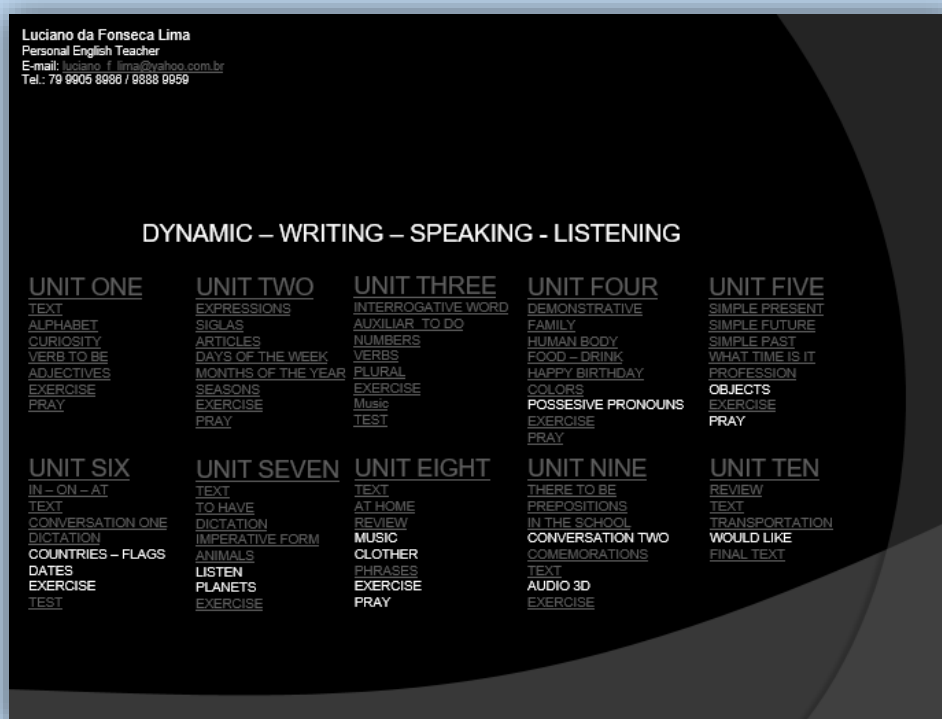 Luciano da Fonseca Lima
Personal English Teacher
E-mail: luciano_f_lima@yahoo.com.br
Tel.: 79 9905 8986 / 9888 9959
DYNAMIC – WRITING – SPEAKING - LISTENING
UNIT ONE
TEXT
ALPHABET
CURIOSITY
VERB TO BE
ADJECTIVES
EXERCISE
PRAY
UNIT TWO
EXPRESSIONS
SIGLAS
ARTICLES
DAYS OF THE WEEK
MONTHS OF THE YEAR
SEASONS
EXERCISE
PRAY
UNIT THREE
INTERROGATIVE WORD
AUXILIAR TO DO
NUMBERS
VERBS
PLURAL
EXERCISE
Music
TEST
UNIT FOUR
DEMONSTRATIVE
FAMILY
HUMAN BODY
FOOD – DRINK
HAPPY BIRTHDAY
COLORS
POSSESIVE PRONOUNS
EXERCISE
PRAY
UNIT FIVE
SIMPLE PRESENT
SIMPLE FUTURE
SIMPLE PAST
WHAT TIME IS IT
PROFESSION
OBJECTS
EXERCISE
PRAY
UNIT SIX
IN – ON – AT
TEXT
CONVERSATION ONE
DICTATION
COUNTRIES – FLAGS
DATES
EXERCISE
TEST
UNIT SEVEN
TEXT
TO HAVE
DICTATION
IMPERATIVE FORM
ANIMALS
LISTEN
PLANETS
EXERCISE
UNIT EIGHT
TEXT
AT HOME
REVIEW
MUSIC
CLOTHER
PHRASES
EXERCISE
PRAY
UNIT NINE
THERE TO BE
PREPOSITIONS
IN THE SCHOOL
CONVERSATION TWO
COMEMORATIONS
TEXT
AUDIO 3D
EXERCISE
UNIT TEN
REVIEW
TEXT
TRANSPORTATION
WOULD LIKE
FINAL TEXT